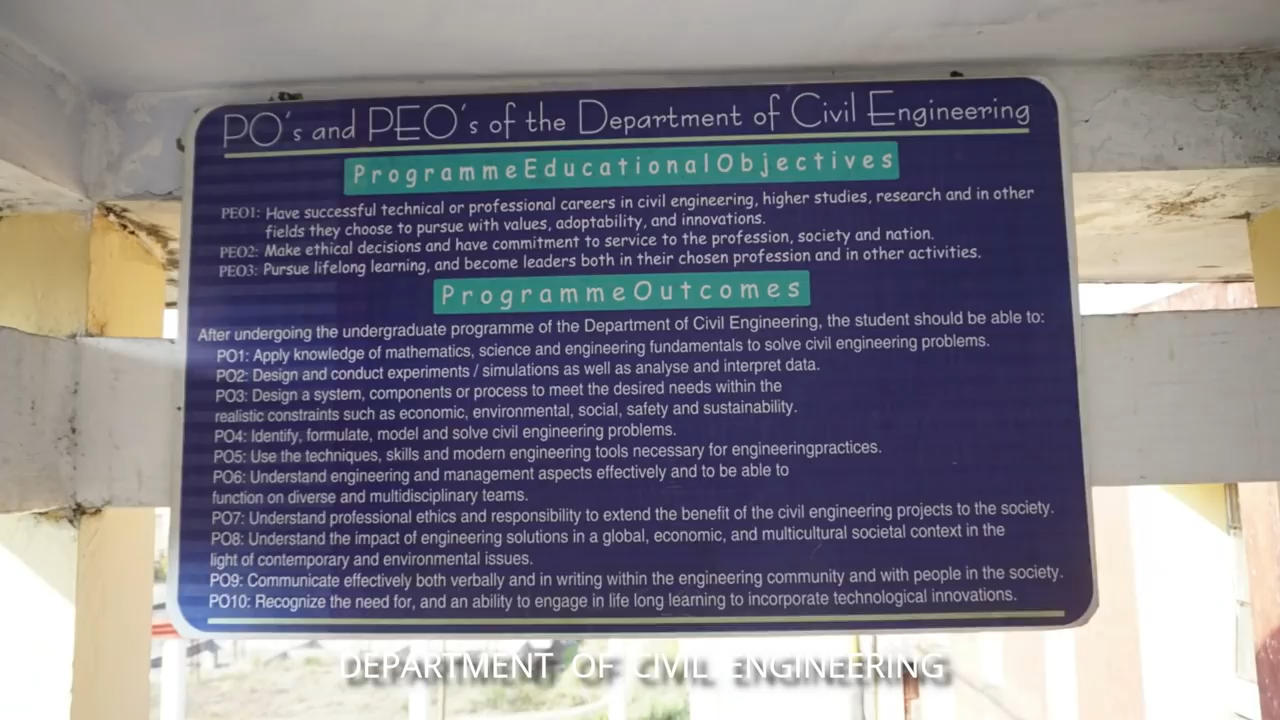 PO's and PEO's of the Department of Civil Engineering
ProgrammeEducationalObjectives
PEO1: Have successful technical or professional careers in civil engineering, higher studies, research and in other
fields they choose to pursue with values, adoptability, and innovations.
PEO2: Make ethical decisions and have commitment to service to the profession, society and nation.
PEO3: Pursue lifelong learning, and become leaders both in their chosen profession and in other activities.
ProgrammeOutcomes
After undergoing the undergraduate programme of the Department of Civil Engineering, the student should be able to:
PO1: Apply knowledge of mathematics, science and engineering fundamentals to solve civil engineering problems.
PO2: Design and conduct experiments / simulations as well as analyse and interpret data.
PO3: Design a system, components or process to meet the desired needs within the
realistic constraints such as economic, environmental, social, safety and sustainability.
PO4: Identify, formulate, model and solve civil engineering problems.
PO5: Use the techniques, skills and modern engineering tools necessary for engineeringpractices.
PO6: Understand engineering and management aspects effectively and to be able to
function on diverse and multidisciplinary teams.
PO7: Understand professional ethics and responsibility to extend the benefit of the civil engineering projects to the society.
PO8: Understand the impact of engineering solutions in a global, economic, and multicultural societal context in the
light of contemporary and environmental issues.
PO9: Communicate effectively both verbally and in writing within the engineering community and with people in the society.
PO10: Recognize the need for, and an ability to engage in life long learning to incorporate technological innovations.
DEPARTMENT OF CIVIL ENGINEERING